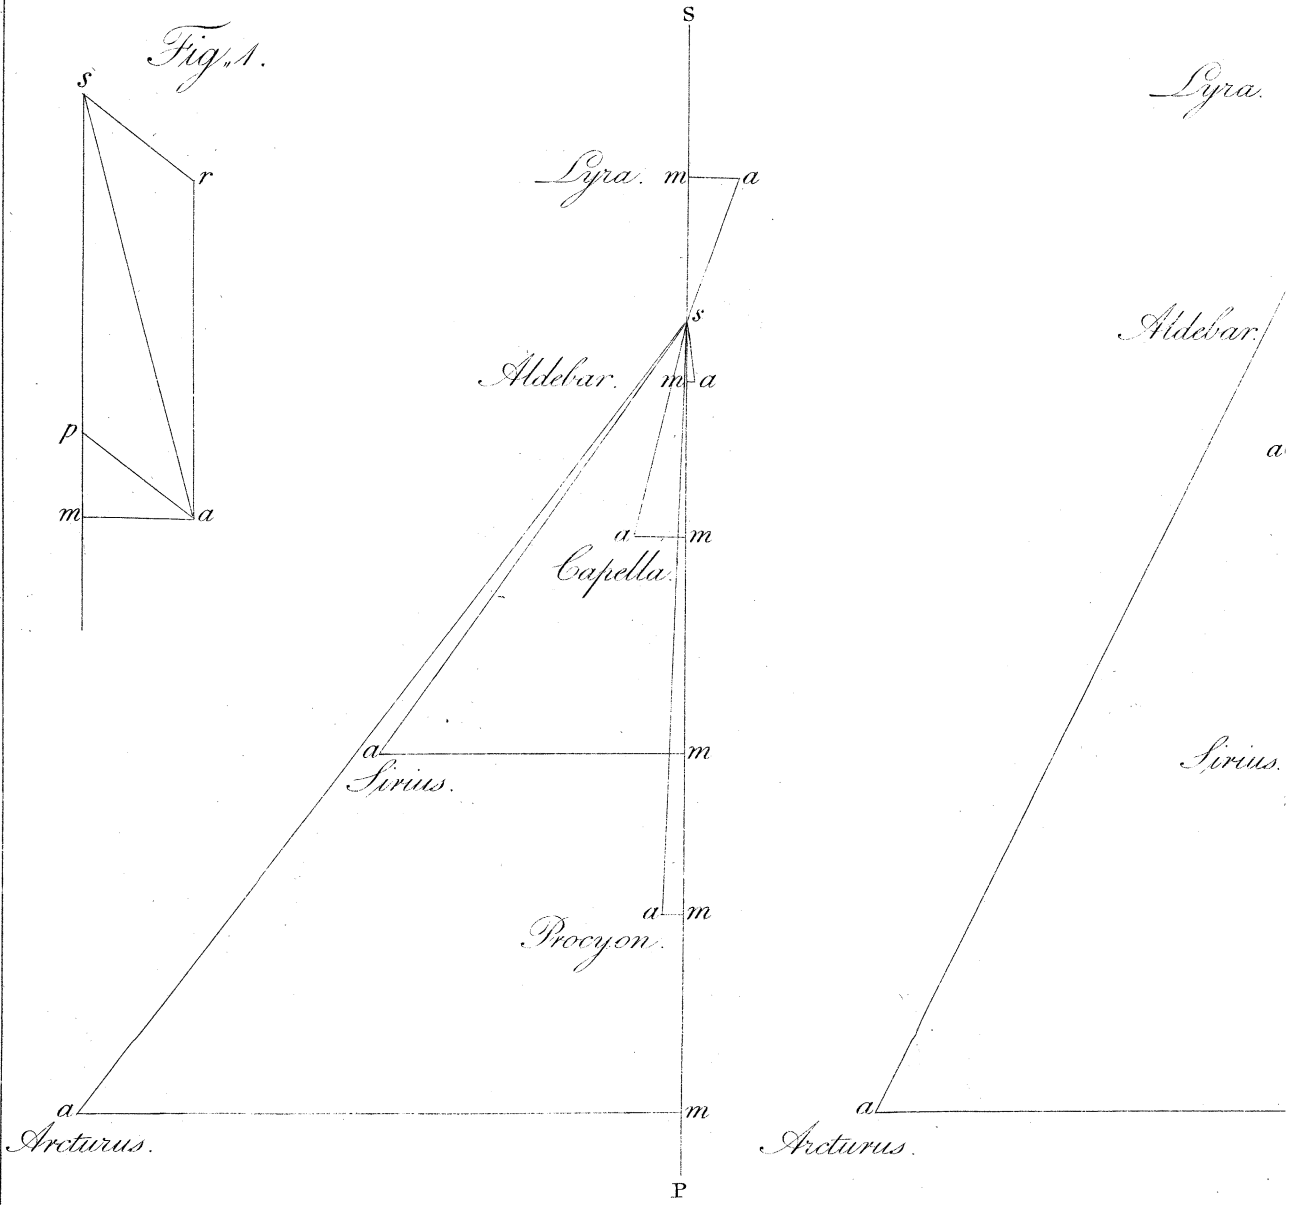 Fig. 1.
s
r
p
m a
S
Lyra. m a
s
Aldebar. m a
a m
Capella.
a m
Sirius.
a m
Procyon.
a m
Arcturus.
P
Lyra.
Aldebar.
a
Sirius.
a
Arcturus.